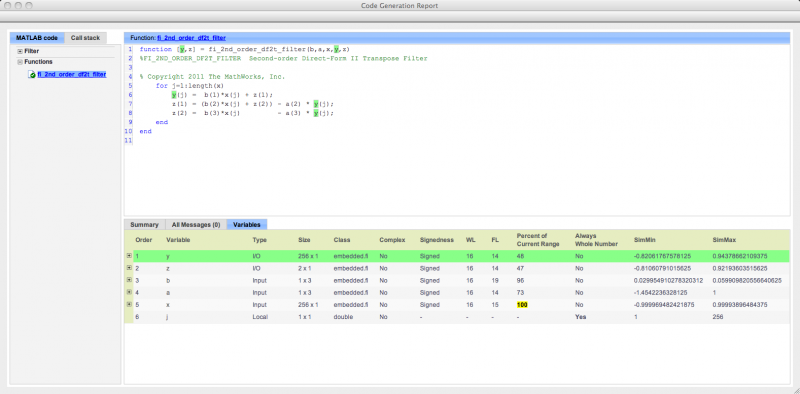 Code Generation Report
MATLAB code Call stack
Filter
Functions
fi_2nd_order_df2t_filter
Function: fi_2nd_order_df2t_filter
1 function [y,z] = fi_2nd_order_df2t_filter(b,a,x,y,z)
2 %FI_2ND_ORDER_DF2T_FILTER Second-order Direct-Form II Transpose Filter
3
4 % Copyright 2011 The MathWorks, Inc.
5 for j=1:length(x)
6 y(j) = b(1)*x(j) + z(1);
7 z(1) = (b(2)*x(j) + z(2)) - a(2) * y(j);
8 z(2) = b(3)*x(j) - a(3) * y(j);
9 end
10 end
11
Summary All Messages (0) Variables
Order Variable Type Size Class Complex Signedness WL FL Percent of Current Range Always Whole Number SimMin SimMax
1 y I/O 256 x 1 embedded.fi No Signed 16 14 48 No -0.82061767578125 0.94378662109375
2 z I/O 2 x 1 embedded.fi No Signed 16 14 47 No -0.81060791015625 0.92193603515625
3 b Input 1 x 3 embedded.fi No Signed 16 19 96 No 0.029954910278320312 0.059909820556640625
4 a Input 1 x 3 embedded.fi No Signed 16 14 73 No -1.4542236328125 1
5 x Input 256 x 1 embedded.fi No Signed 16 15 100 No -0.999969482421875 0.99993896484375
6 j Local 1 x 1 double No - - - - Yes 1 256